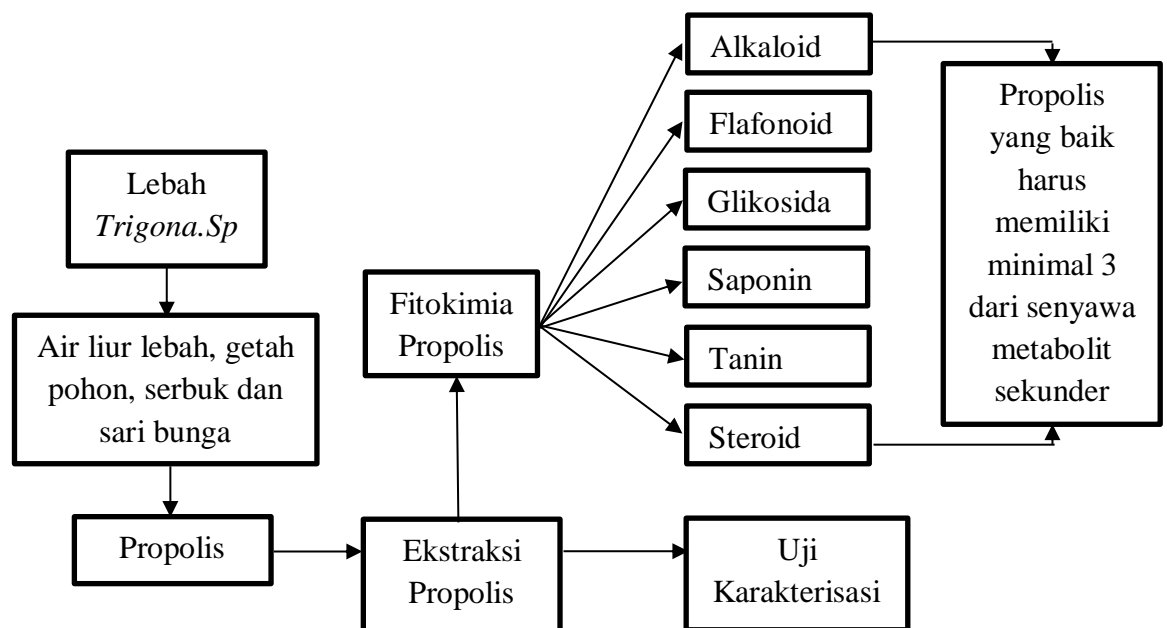 Lebah
Trigona.Sp
Air liur lebah, getah
pohon, serbuk dan
sari bunga
Propolis
Ekstraksi
Propolis
Uji
Karakterisasi
Fitokimia
Propolis
Alkaloid
Flafonoid
Glikosida
Saponin
Tanin
Steroid
Propolis
yang baik
harus
memiliki
minimal 3
dari senyawa
metabolit
sekunder